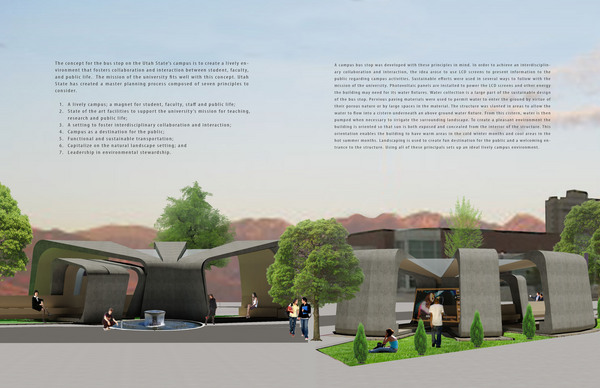 The concept for the bus stop on the Utah State's campus is to create a lively en-
vironment that fosters collaboration and interaction between student, faculty,
and public life. The mission of the university fits well with this concept. Utah
State has created a master planning process composed of seven principles to
consider.
1. A lively campus; a magnet for student, faculty, staff and public life;
2. State of the art facilities to support the university's mission for teaching,
research and public life;
3. A setting to foster interdisciplinary collaboration and interaction;
4. Campus as a destination for the public;
5. Functional and sustainable transportation;
6. Capitalize on the natural landscape setting; and
7. Leadership in environmental stewardship.
A campus bus stop was developed with these principles in mind. In order to achieve an interdisciplin-
ary collaboration and interaction, the idea arose to use LCD screens to present information to the
public regarding campus activities. Sustainable efforts were used in several ways to follow with the
mission of the university. Photovoltaic panels are installed to power the LCD screens and other energy
the building may need for its water fixtures. Water collection is a large part of the sustainable design
of the bus stop. Pervious paving materials were used to permit water to enter the ground by virtue of
their porous nature or by large voids in the material. The structure was slanted in areas to allow the
water to flow into a cistern underneath an above ground water fixture. From this cistern, water is then
pumped when necessary to irrigate the surrounding landscape. To create a pleasant environment the
building is oriented so that sun is both exposed and concealed from the interior of the structure. This
orientation enables the building to have warm areas in the cold winter months and cool areas in the
hot summer months. Landscaping is used to create fun destination for the public and a welcoming en-
trance to the structure. Using all of these principals sets up an ideal lively campus environment.